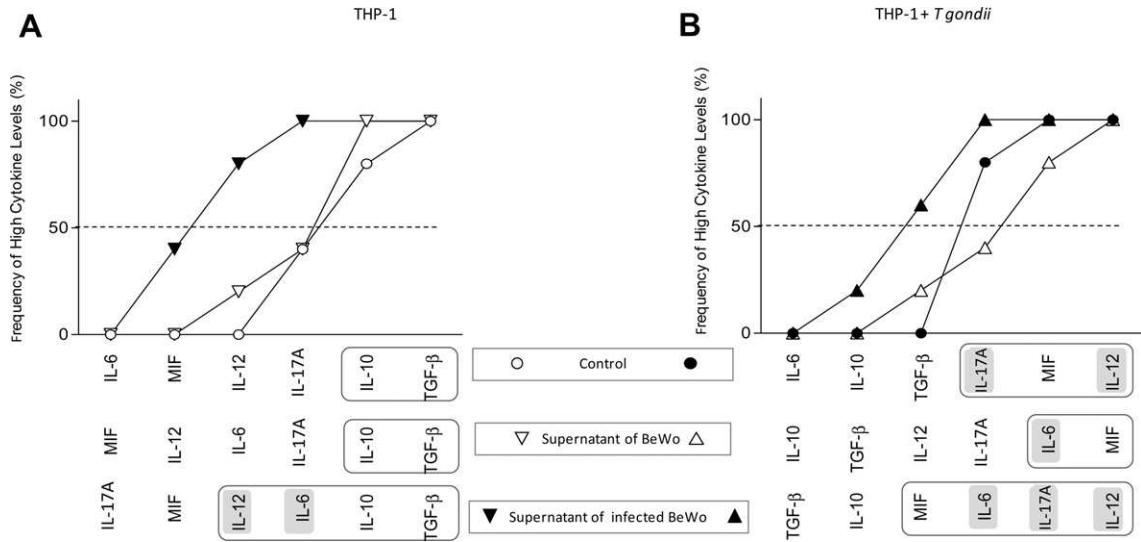 A
THP-1
Frequency of High Cytokine Levels (%)
100
50
0
IL-6 MIF IL-12 IL-17A IL-10 TGF-β
MIF IL-12 IL-6 IL-17A IL-10 TGF-β
IL-17A MIF IL-12 IL-6 IL-10 TGF-β
Control
Supernatant of BeWo
Supernatant of infected BeWo
B
THP-1 + T gondii
Frequency of High Cytokine Levels (%)
100
50
0
IL-6 IL-10 TGF-β IL-17A MIF IL-12
IL-10 TGF-β IL-12 IL-17A IL-6 MIF
TGF-β IL-10 MIF IL-6 IL-17A IL-12